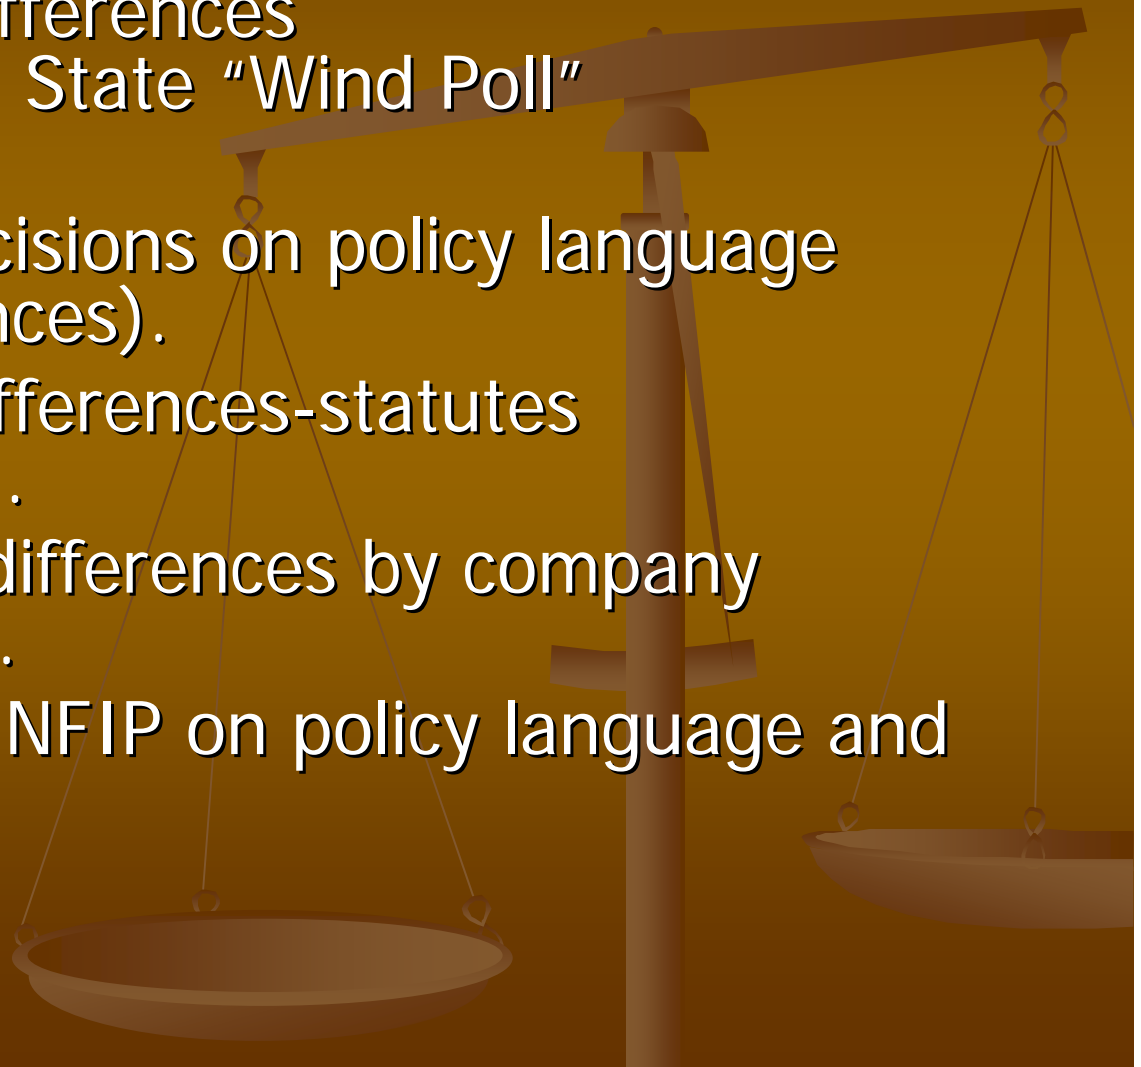 fferences
State “Wind Poll”
cisions on policy language
nces).
fferences-statutes
.
differences by company
.
NFIP on policy language and